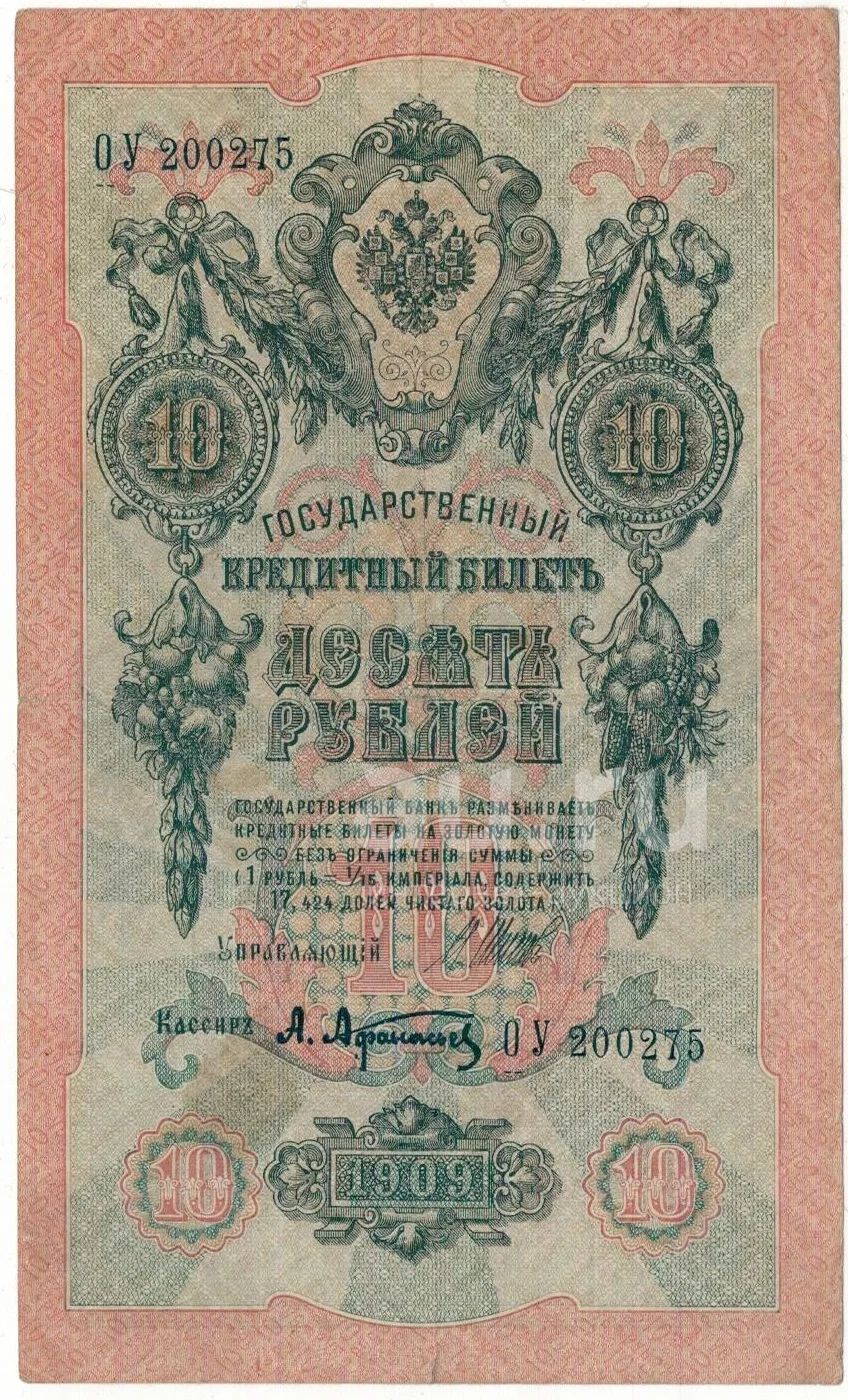 ОУ 200275
10 10
ГОСУДАРСТВЕННЫЙ
КРЕДИТНЫЙ БИЛЕТЪ
ДЕСЯТЬ
РУБЛЕЙ
ГОСУДАРСТВЕННЫЙ БАНКЪ РАЗМѢНИВАЕТЪ
КРЕДИТНЫЕ БИЛЕТЫ НА ЗОЛОТУЮ МОНЕТУ
БЕЗЪ ОГРАНИЧЕНІЯ СУММЫ
(1 РУБЛЬ = 1/15 ИМПЕРІАЛА, СОДЕРЖИТЪ
17,424 ДОЛЕЙ ЧИСТАГО ЗОЛОТА).
10
УПРАВЛЯЮЩІЙ
КАССИРЪ А. Афанасьев
ОУ 200275
10 1909 10